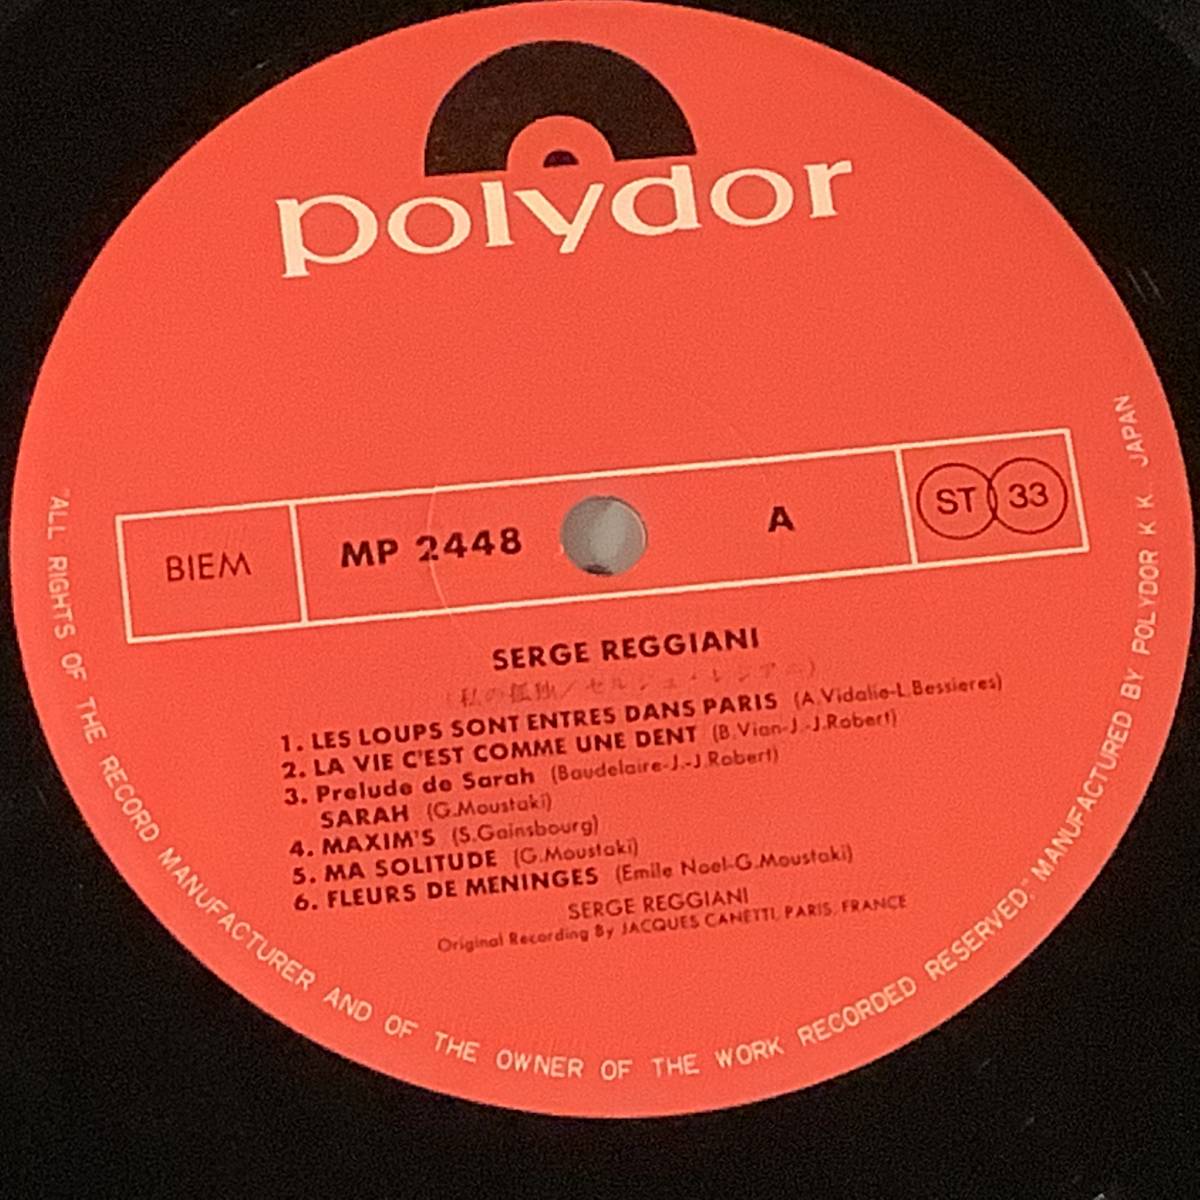 polydor
BIEM
MP 2448
A
ST 33
SERGE REGGIANI
(私の孤独/セルジュ・レジアニ)
1. LES LOUPS SONT ENTRES DANS PARIS (A.Vidalie-L.Bessieres)
2. LA VIE C'EST COMME UNE DENT (B.Vian-J.-J.Robert)
3. Prelude de Sarah (Baudelaire-J.-J.Robert)
SARAH (G.Moustaki)
4. MAXIM'S (S.Gainsbourg)
5. MA SOLITUDE (G.Moustaki)
6. FLEURS DE MENINGES (Emile Noel-G.Moustaki)
SERGE REGGIANI
Original Recording By JACQUES CANETTI, PARIS, FRANCE
"ALL RIGHTS OF THE RECORD MANUFACTURER AND OF THE OWNER OF THE WORK RECORDED RESERVED." MANUFACTURED BY POLYDOR K.K. JAPAN